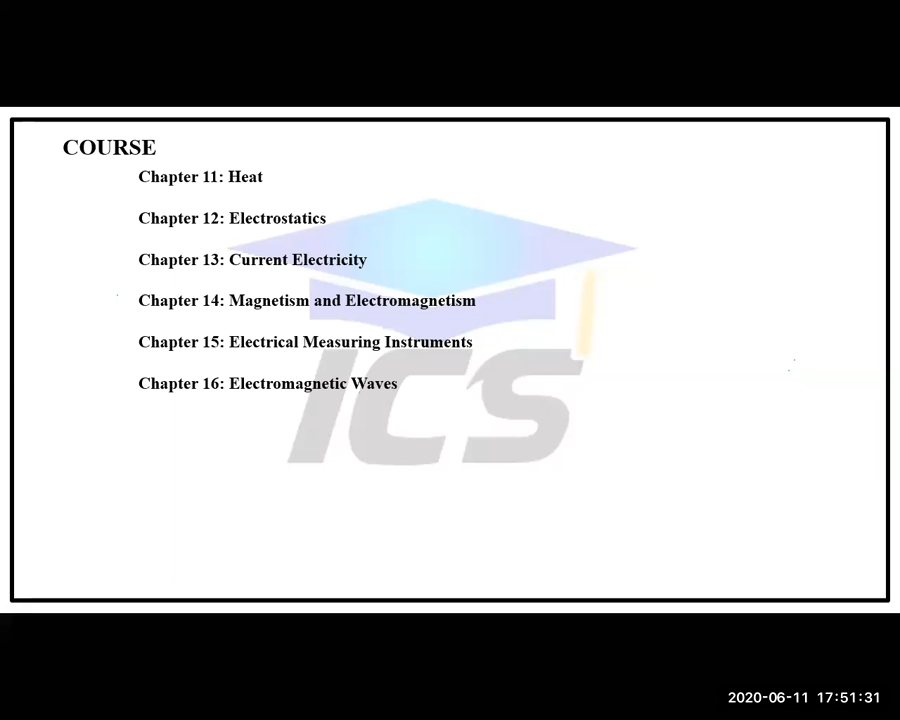 COURSE
Chapter 11: Heat
Chapter 12: Electrostatics
Chapter 13: Current Electricity
Chapter 14: Magnetism and Electromagnetism
Chapter 15: Electrical Measuring Instruments
Chapter 16: Electromagnetic Waves
ICS
2020-06-11 17:51:31